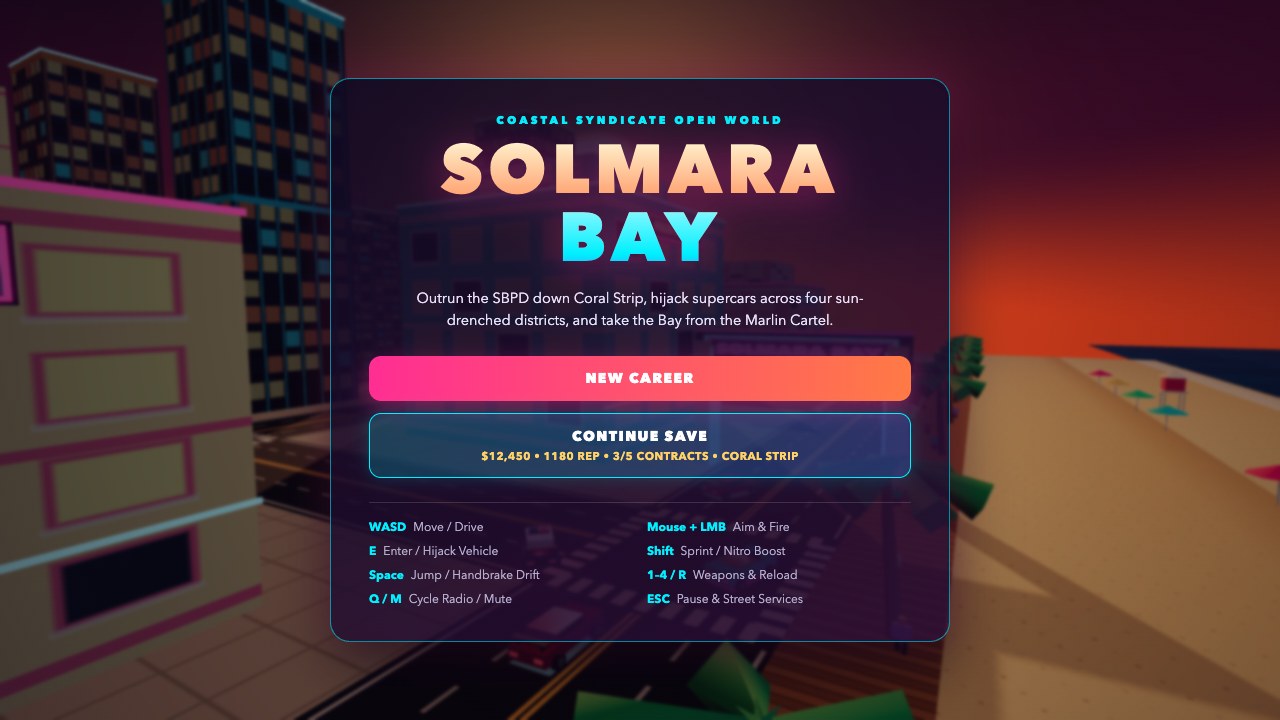 COASTAL SYNDICATE OPEN WORLD
SOLMARA
BAY
Outrun the SBPD down Coral Strip, hijack supercars across four sun-
drenched districts, and take the Bay from the Marlin Cartel.
NEW CAREER
CONTINUE SAVE
$12,450 • 1180 REP • 3/5 CONTRACTS • CORAL STRIP
WASD Move / Drive
Mouse + LMB Aim & Fire
E Enter / Hijack Vehicle
Shift Sprint / Nitro Boost
Space Jump / Handbrake Drift
1–4 / R Weapons & Reload
Q / M Cycle Radio / Mute
ESC Pause & Street Services